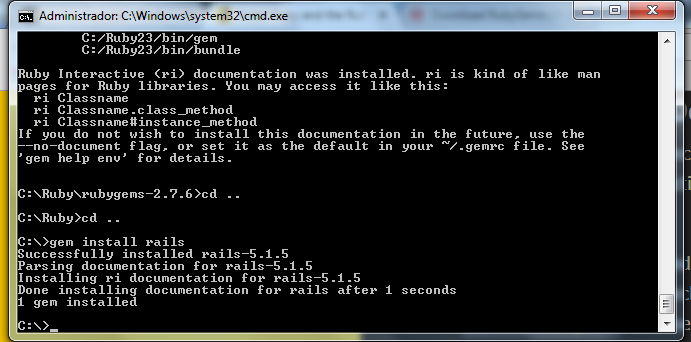 Administrador: C:\Windows\system32\cmd.exe
C:/Ruby23/bin/gem
C:/Ruby23/bin/bundle
Ruby Interactive (ri) documentation was installed. ri is kind of like man
pages for Ruby libraries. You may access it like this:
ri Classname
ri Classname.class_method
ri Classname#instance_method
If you do not wish to install this documentation in the future, use the
--no-document flag, or set it as the default in your ~/.gemrc file. See
'gem help env' for details.
C:\Ruby\rubygems-2.7.6>cd ..
C:\Ruby>cd ..
C:\>gem install rails
Successfully installed rails-5.1.5
Parsing documentation for rails-5.1.5
Installing ri documentation for rails-5.1.5
Done installing documentation for rails after 1 seconds
1 gem installed
C:\>_